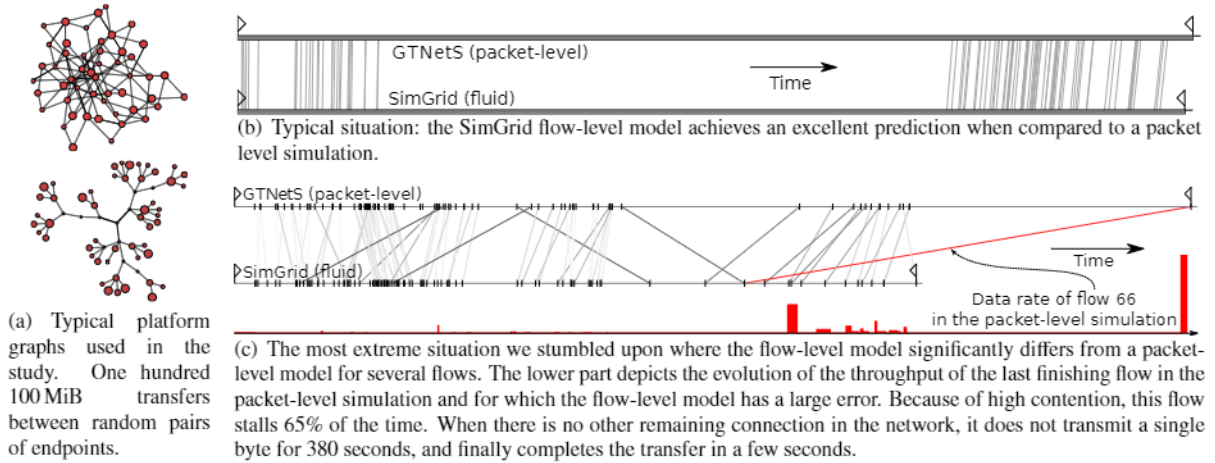 GTNetS (packet-level)
Time
SimGrid (fluid)
(b) Typical situation: the SimGrid flow-level model achieves an excellent prediction when compared to a packet
level simulation.
GTNetS (packet-level)
SimGrid (fluid)
Time
Data rate of flow 66
in the packet-level simulation
(a) Typical platform
graphs used in the
study. One hundred
100 MiB transfers
between random pairs
of endpoints.
(c) The most extreme situation we stumbled upon where the flow-level model significantly differs from a packet-
level model for several flows. The lower part depicts the evolution of the throughput of the last finishing flow in the
packet-level simulation and for which the flow-level model has a large error. Because of high contention, this flow
stalls 65% of the time. When there is no other remaining connection in the network, it does not transmit a single
byte for 380 seconds, and finally completes the transfer in a few seconds.